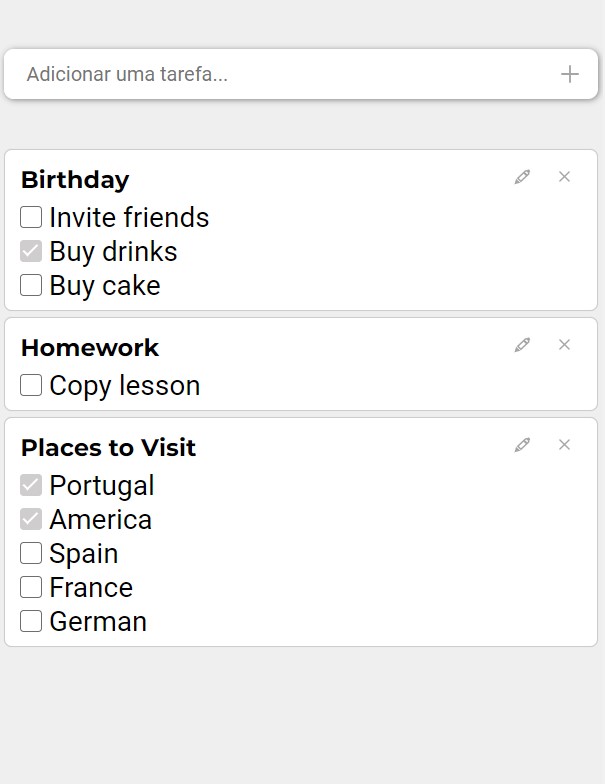 Adicionar uma tarefa...
Birthday
Invite friends
Buy drinks
Buy cake
Homework
Copy lesson
Places to Visit
Portugal
America
Spain
France
German